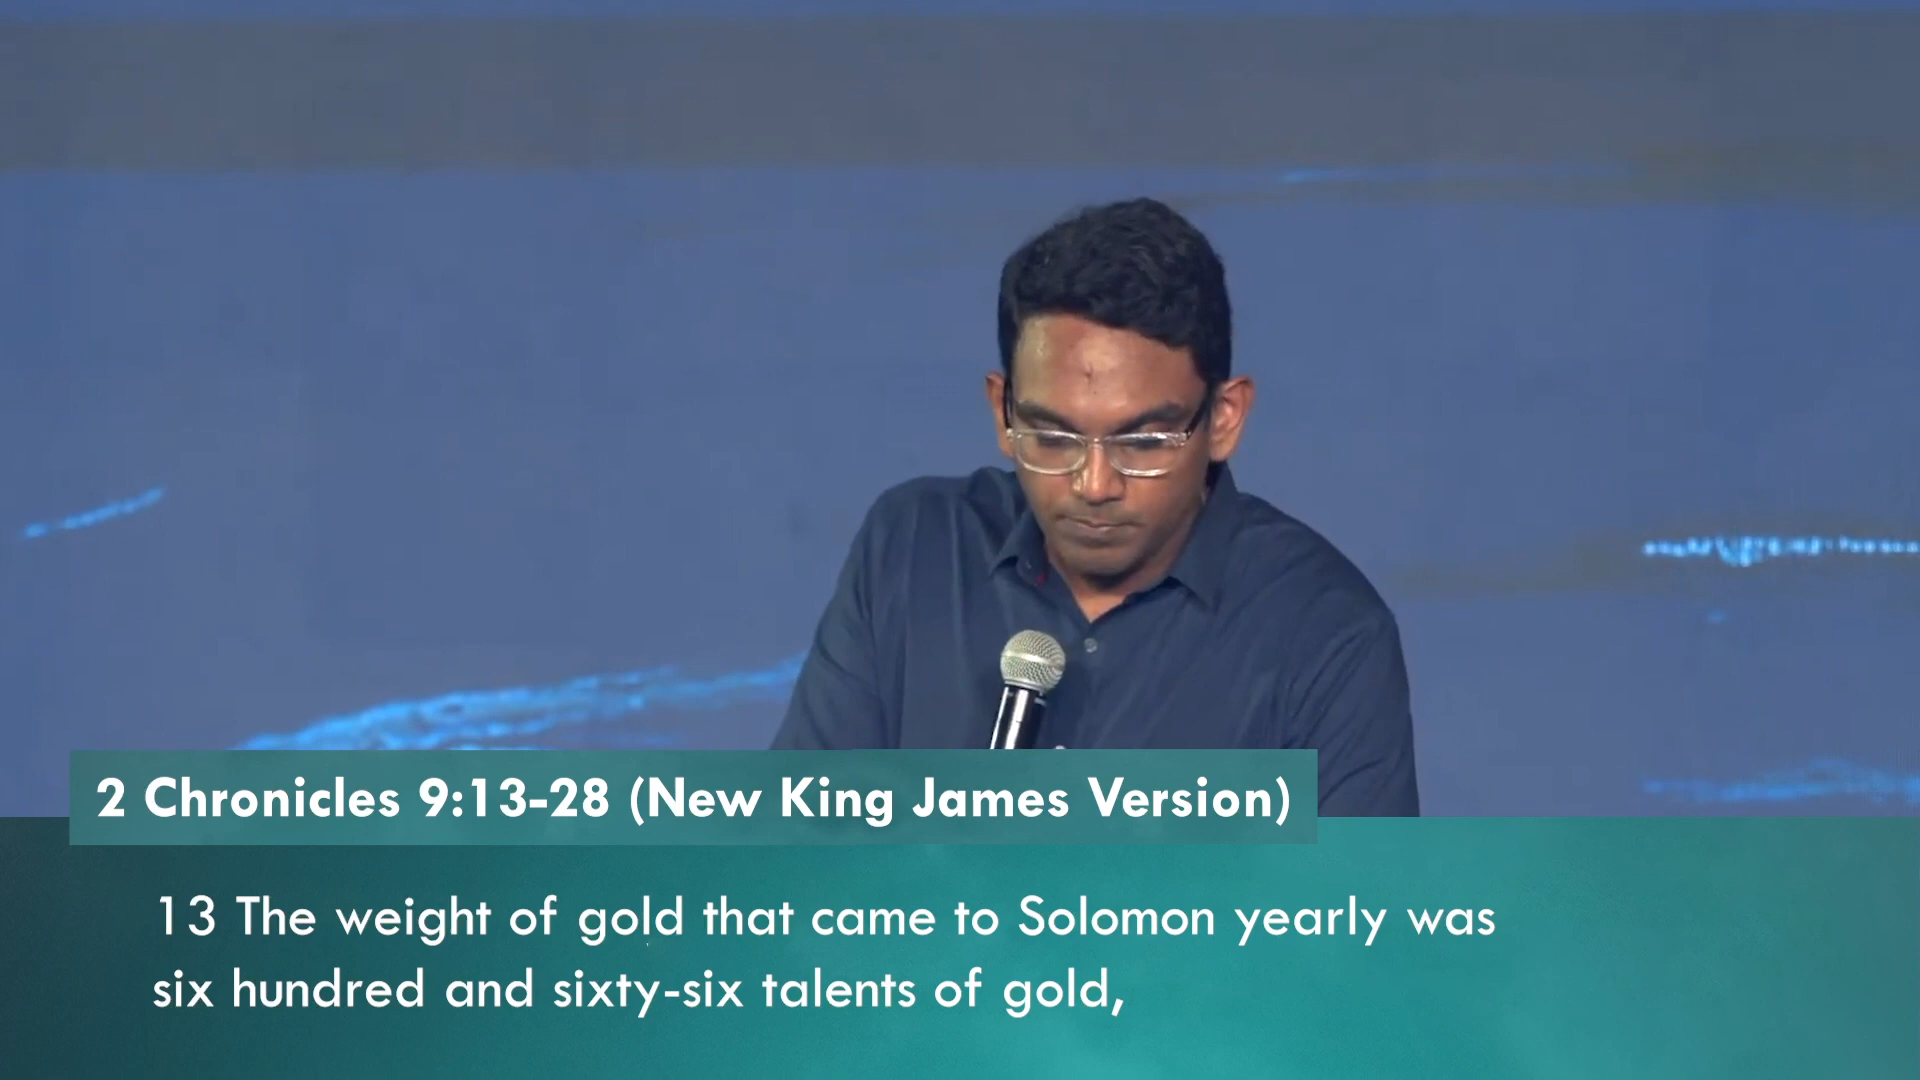 2 Chronicles 9:13-28 (New King James Version)
13 The weight of gold that came to Solomon yearly was
six hundred and sixty-six talents of gold,